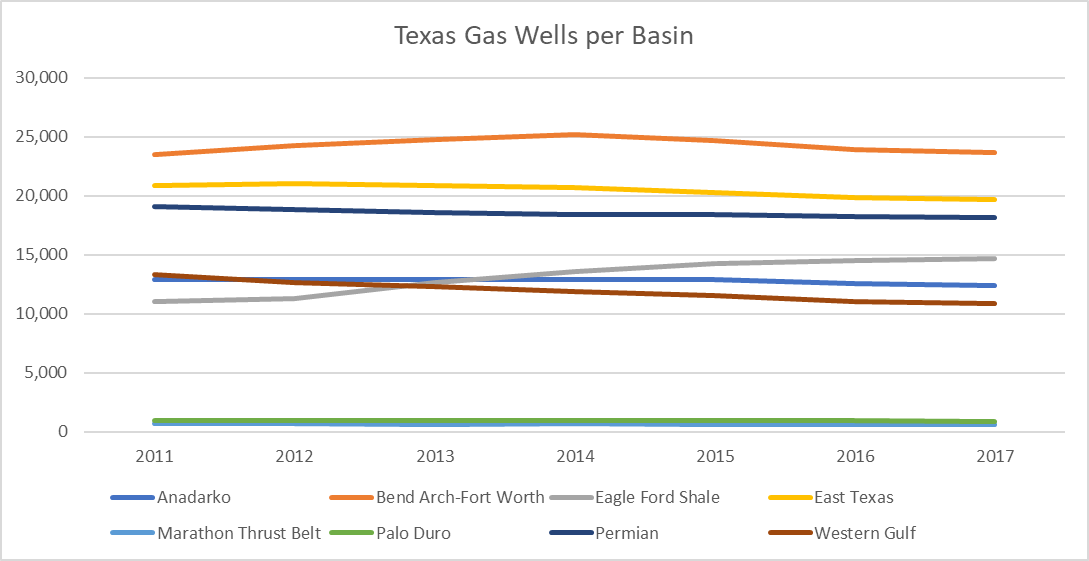 Texas Gas Wells per Basin
30,000
25,000
20,000
15,000
10,000
5,000
0
2011 2012 2013 2014 2015 2016 2017
Anadarko Bend Arch-Fort Worth Eagle Ford Shale East Texas
Marathon Thrust Belt Palo Duro Permian Western Gulf